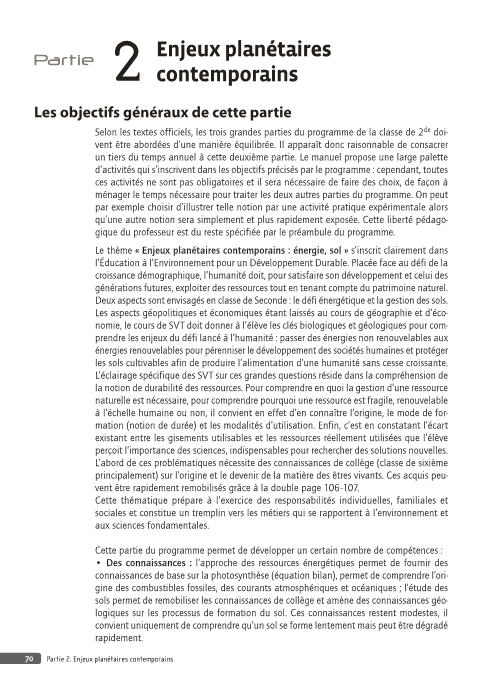 Partie 2 Enjeux planétaires
contemporains
Les objectifs généraux de cette partie
Selon les textes officiels, les trois grandes parties du programme de la classe de 2de doi-
vent être abordées d'une manière équilibrée. Il apparaît donc raisonnable de consacrer
un tiers du temps annuel à cette deuxième partie. Le manuel propose une large palette
d'activités qui s'inscrivent dans les objectifs précisés par le programme : cependant, toutes
ces activités ne sont pas obligatoires et il sera nécessaire de faire des choix, de façon à
ménager le temps nécessaire pour traiter les deux autres parties du programme. On peut
par exemple choisir d'illustrer telle notion par une activité pratique expérimentale alors
qu'une autre notion sera simplement et plus rapidement exposée. Cette liberté pédago-
gique du professeur est du reste spécifiée par le préambule du programme.
Le thème « Enjeux planétaires contemporains : énergie, sol » s'inscrit clairement dans
l'Éducation à l'Environnement pour un Développement Durable. Placée face au défi de la
croissance démographique, l'humanité doit, pour satisfaire son développement et celui des
générations futures, exploiter des ressources tout en tenant compte du patrimoine naturel.
Deux aspects sont envisagés en classe de Seconde : le défi énergétique et la gestion des sols.
Les aspects géopolitiques et économiques étant laissés au cours de géographie et d'éco-
nomie, le cours de SVT doit donner à l'élève les clés biologiques et géologiques pour com-
prendre les enjeux du défi lancé à l'humanité : passer des énergies non renouvelables aux
énergies renouvelables pour pérenniser le développement des sociétés humaines et protéger
les sols cultivables afin de produire l'alimentation d'une humanité sans cesse croissante.
L'éclairage spécifique des SVT sur ces grandes questions réside dans la compréhension de
la notion de durabilité des ressources. Pour comprendre en quoi la gestion d'une ressource
naturelle est nécessaire, pour comprendre pourquoi une ressource est fragile, renouvelable
à l'échelle humaine ou non, il convient en effet d'en connaître l'origine, le mode de for-
mation (notion de durée) et les modalités d'utilisation. Enfin, c'est en constatant l'écart
existant entre les gisements utilisables et les ressources réellement utilisées que l'élève
perçoit l'importance des sciences, indispensables pour rechercher des solutions nouvelles.
L'abord de ces problématiques nécessite des connaissances de collège (classe de sixième
principalement) sur l'origine et le devenir de la matière des êtres vivants. Ces acquis peu-
vent être rapidement remobilisés grâce à la double page 106-107.
Cette thématique prépare à l'exercice des responsabilités individuelles, familiales et
sociales et constitue un tremplin vers les métiers qui se rapportent à l'environnement et
aux sciences fondamentales.
Cette partie du programme permet de développer un certain nombre de compétences :
• Des connaissances : l'approche des ressources énergétiques permet de fournir des
connaissances de base sur la photosynthèse (équation bilan), permet de comprendre l'ori-
gine des combustibles fossiles, des courants atmosphériques et océaniques ; l'étude des
sols permet de remobiliser les connaissances de collège et amène des connaissances géo-
logiques sur les processus de formation du sol. Ces connaissances restent modestes, il
convient uniquement de comprendre qu'un sol se forme lentement mais peut être dégradé
rapidement.
70 Partie 2. Enjeux planétaires contemporains